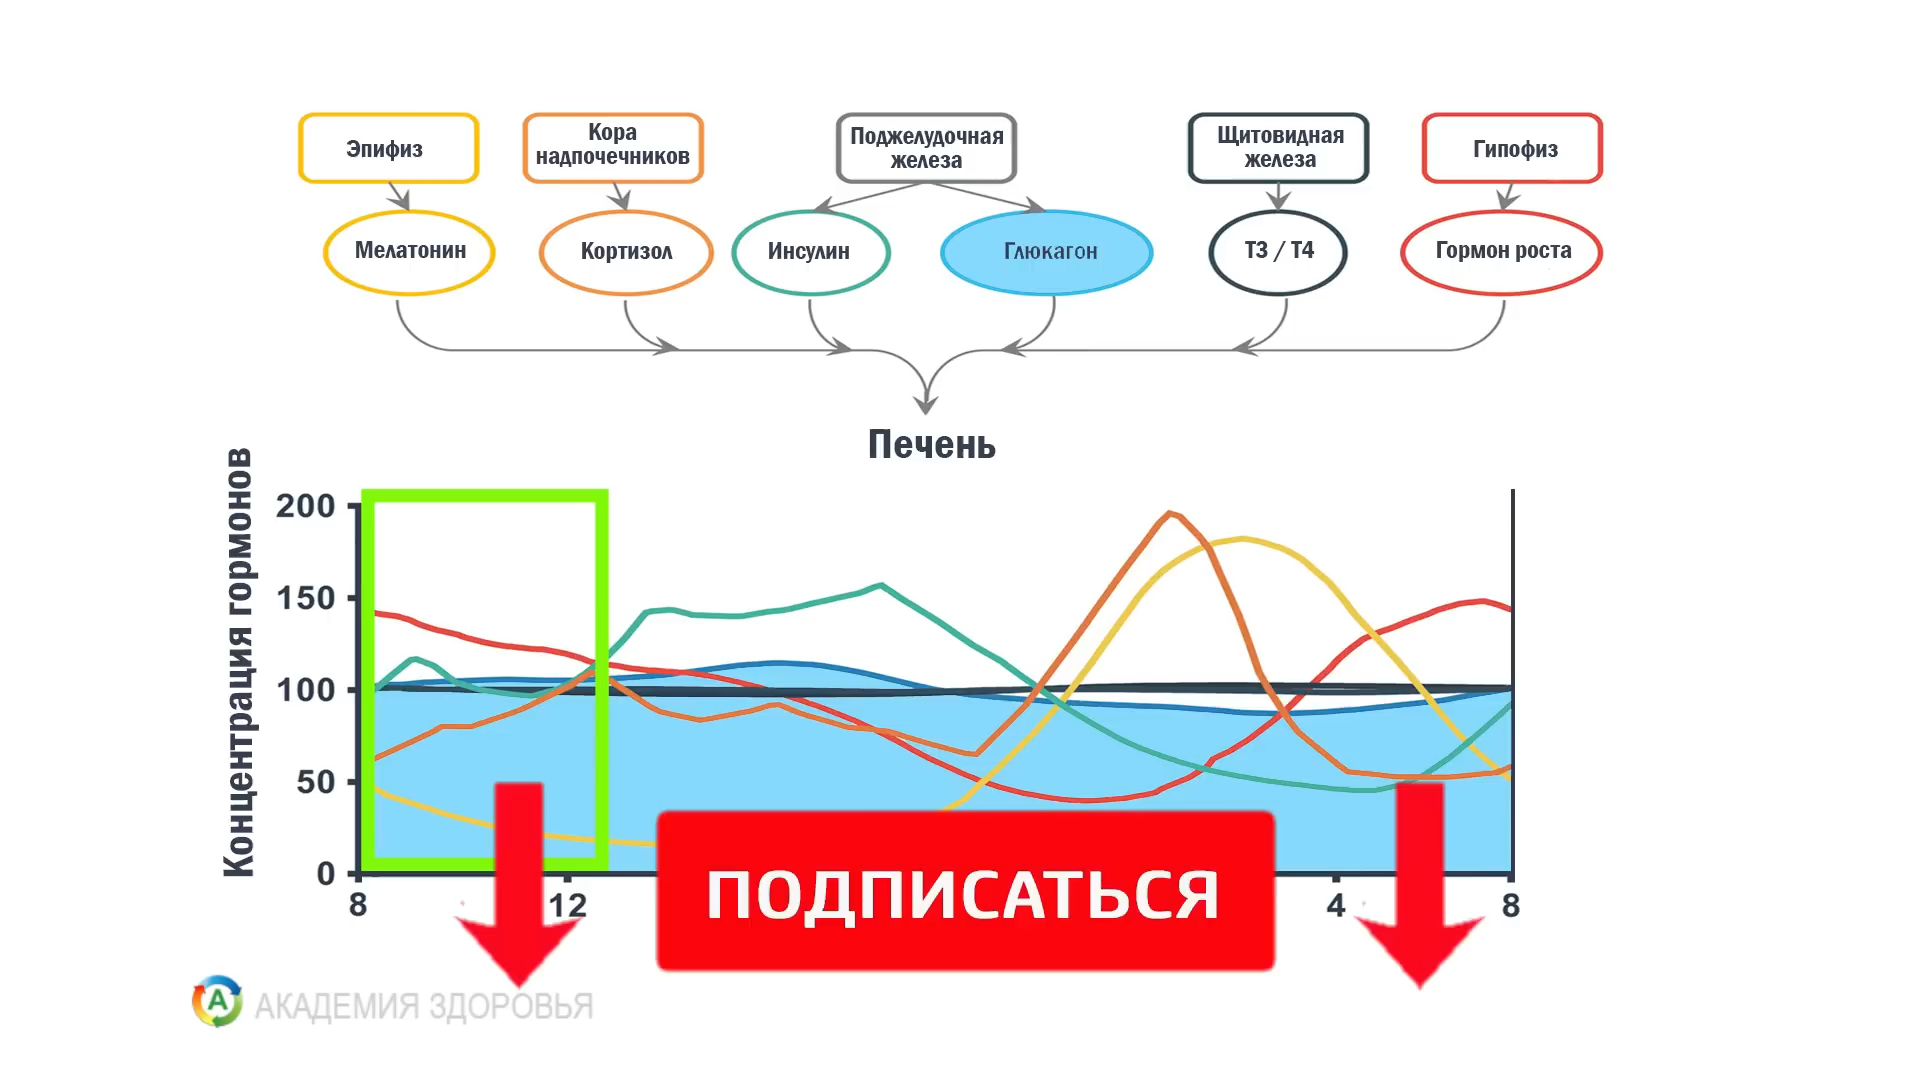 Эпифиз
Кора
надпочечников
Поджелудочная
железа
Щитовидная
железа
Гипофиз
Мелатонин
Кортизол
Инсулин
Глюкагон
Т3 / Т4
Гормон роста
Печень
Концентрация гормонов
200
150
100
50
0
8
12
4
8
ПОДПИСАТЬСЯ
А АКАДЕМИЯ ЗДОРОВЬЯ